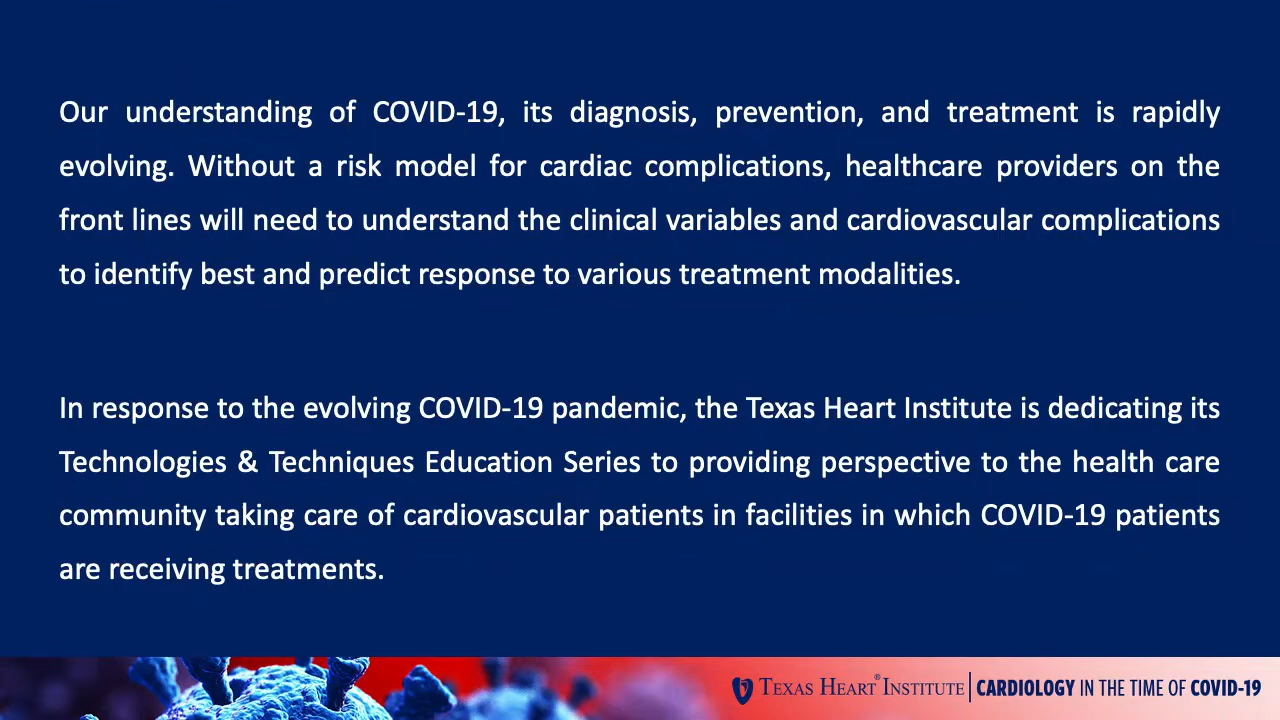 Our understanding of COVID-19, its diagnosis, prevention, and treatment is rapidly
evolving. Without a risk model for cardiac complications, healthcare providers on the
front lines will need to understand the clinical variables and cardiovascular complications
to identify best and predict response to various treatment modalities.
In response to the evolving COVID-19 pandemic, the Texas Heart Institute is dedicating its
Technologies & Techniques Education Series to providing perspective to the health care
community taking care of cardiovascular patients in facilities in which COVID-19 patients
are receiving treatments.
TEXAS HEART® INSTITUTE | CARDIOLOGY IN THE TIME OF COVID-19